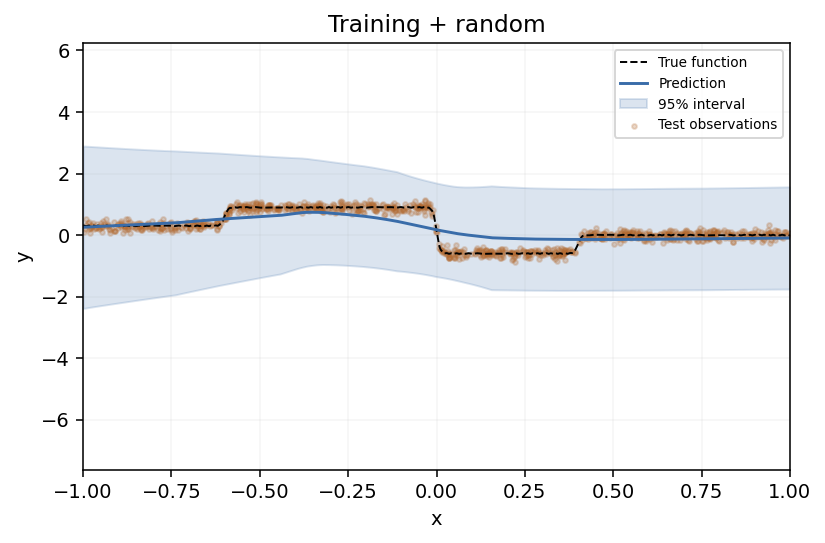 Training + random
6
4
2
0
−2
−4
−6
y
True function
Prediction
95% interval
Test observations
−1.00 −0.75 −0.50 −0.25 0.00 0.25 0.50 0.75 1.00
x